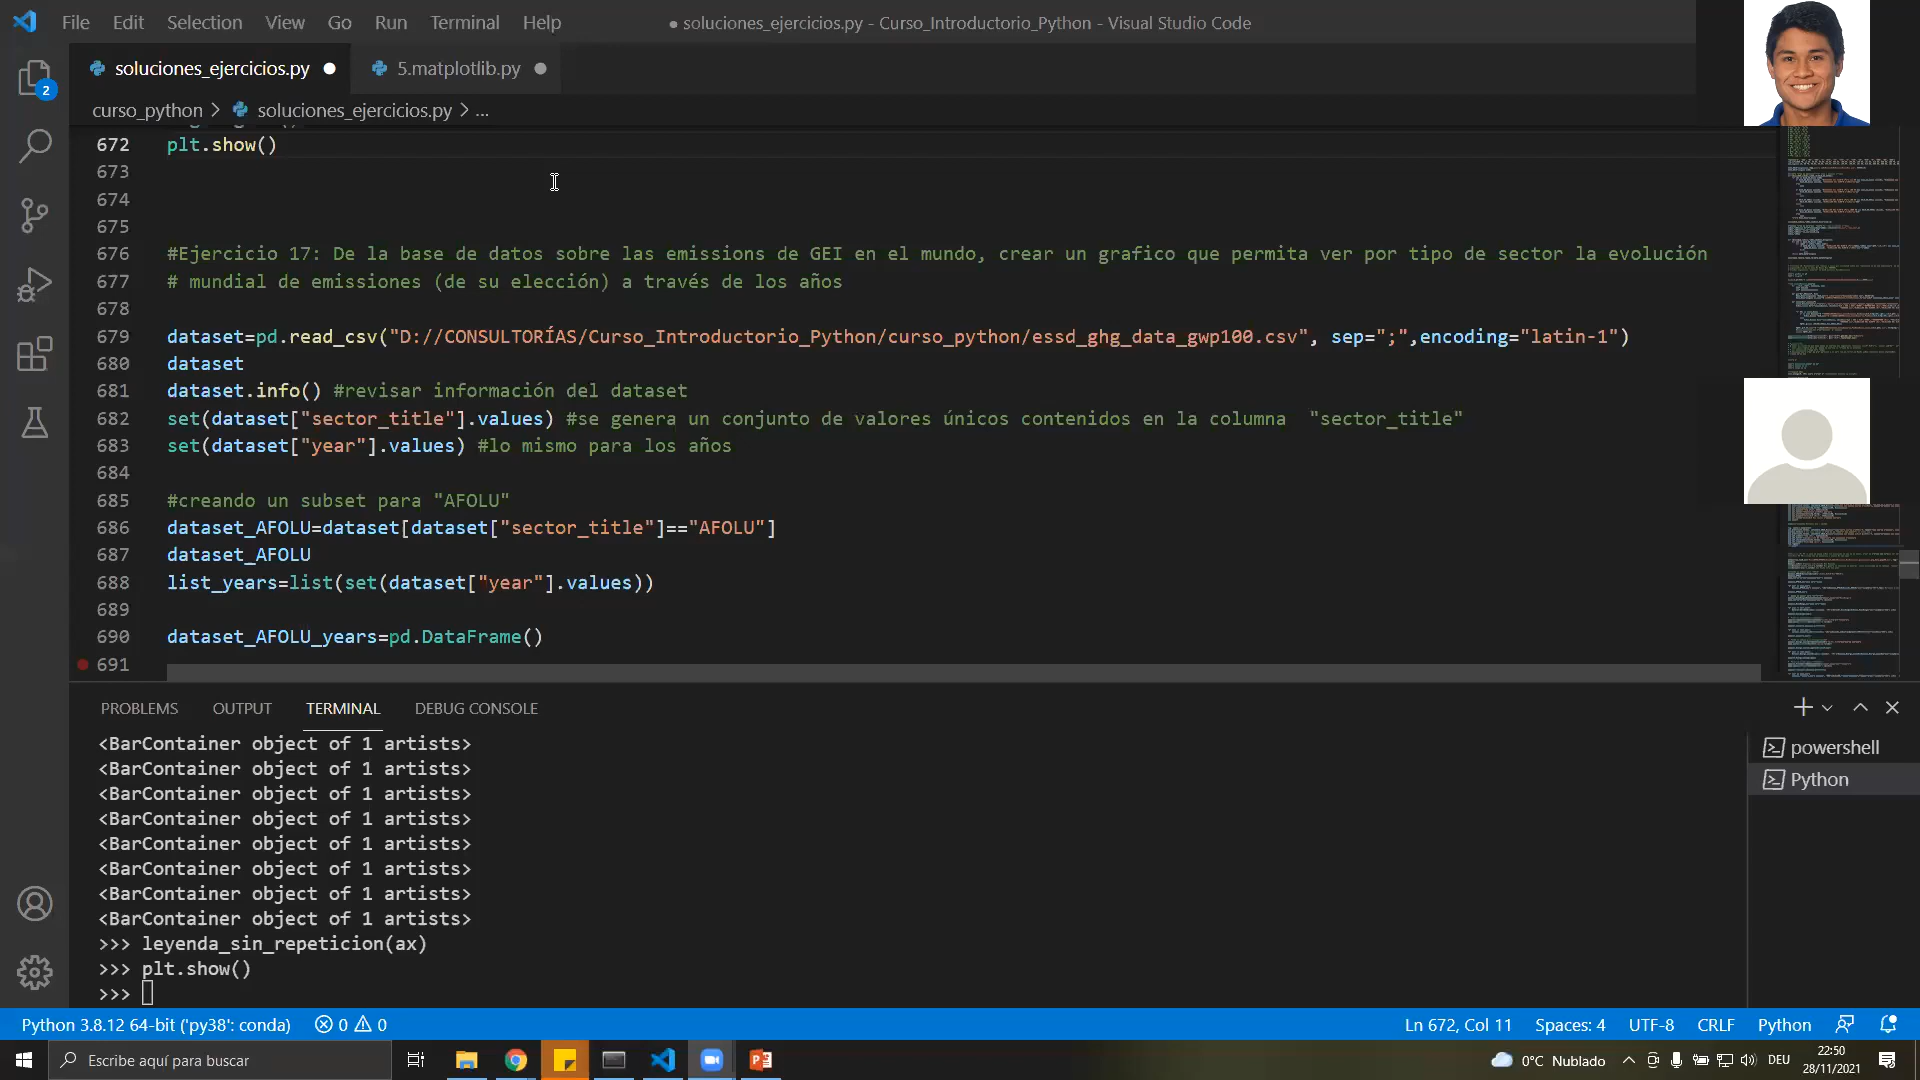 File Edit Selection View Go Run Terminal Help
● soluciones_ejercicios.py - Curso_Introductorio_Python - Visual Studio Code
soluciones_ejercicios.py ●
5.matplotlib.py ●
2
curso_python > soluciones_ejercicios.py > ...
672 plt.show()
673
674
675
676 #Ejercicio 17: De la base de datos sobre las emissions de GEI en el mundo, crear un grafico que permita ver por tipo de sector la evolución
677 # mundial de emissiones (de su elección) a través de los años
678
679 dataset=pd.read_csv("D://CONSULTORÍAS/Curso_Introductorio_Python/curso_python/essd_ghg_data_gwp100.csv", sep=";",encoding="latin-1")
680 dataset
681 dataset.info() #revisar información del dataset
682 set(dataset["sector_title"].values) #se genera un conjunto de valores únicos contenidos en la columna  "sector_title"
683 set(dataset["year"].values) #lo mismo para los años
684
685 #creando un subset para "AFOLU"
686 dataset_AFOLU=dataset[dataset["sector_title"]=="AFOLU"]
687 dataset_AFOLU
688 list_years=list(set(dataset["year"].values))
689
690 dataset_AFOLU_years=pd.DataFrame()
691
PROBLEMS OUTPUT TERMINAL DEBUG CONSOLE
<BarContainer object of 1 artists>
<BarContainer object of 1 artists>
<BarContainer object of 1 artists>
<BarContainer object of 1 artists>
<BarContainer object of 1 artists>
<BarContainer object of 1 artists>
<BarContainer object of 1 artists>
<BarContainer object of 1 artists>
>>> leyenda_sin_repeticion(ax)
>>> plt.show()
>>>
powershell
Python
Python 3.8.12 64-bit ('py38': conda) 0 0
Ln 672, Col 11 Spaces: 4 UTF-8 CRLF Python
Escribe aquí para buscar
0°C Nublado
DEU
22:50
28/11/2021